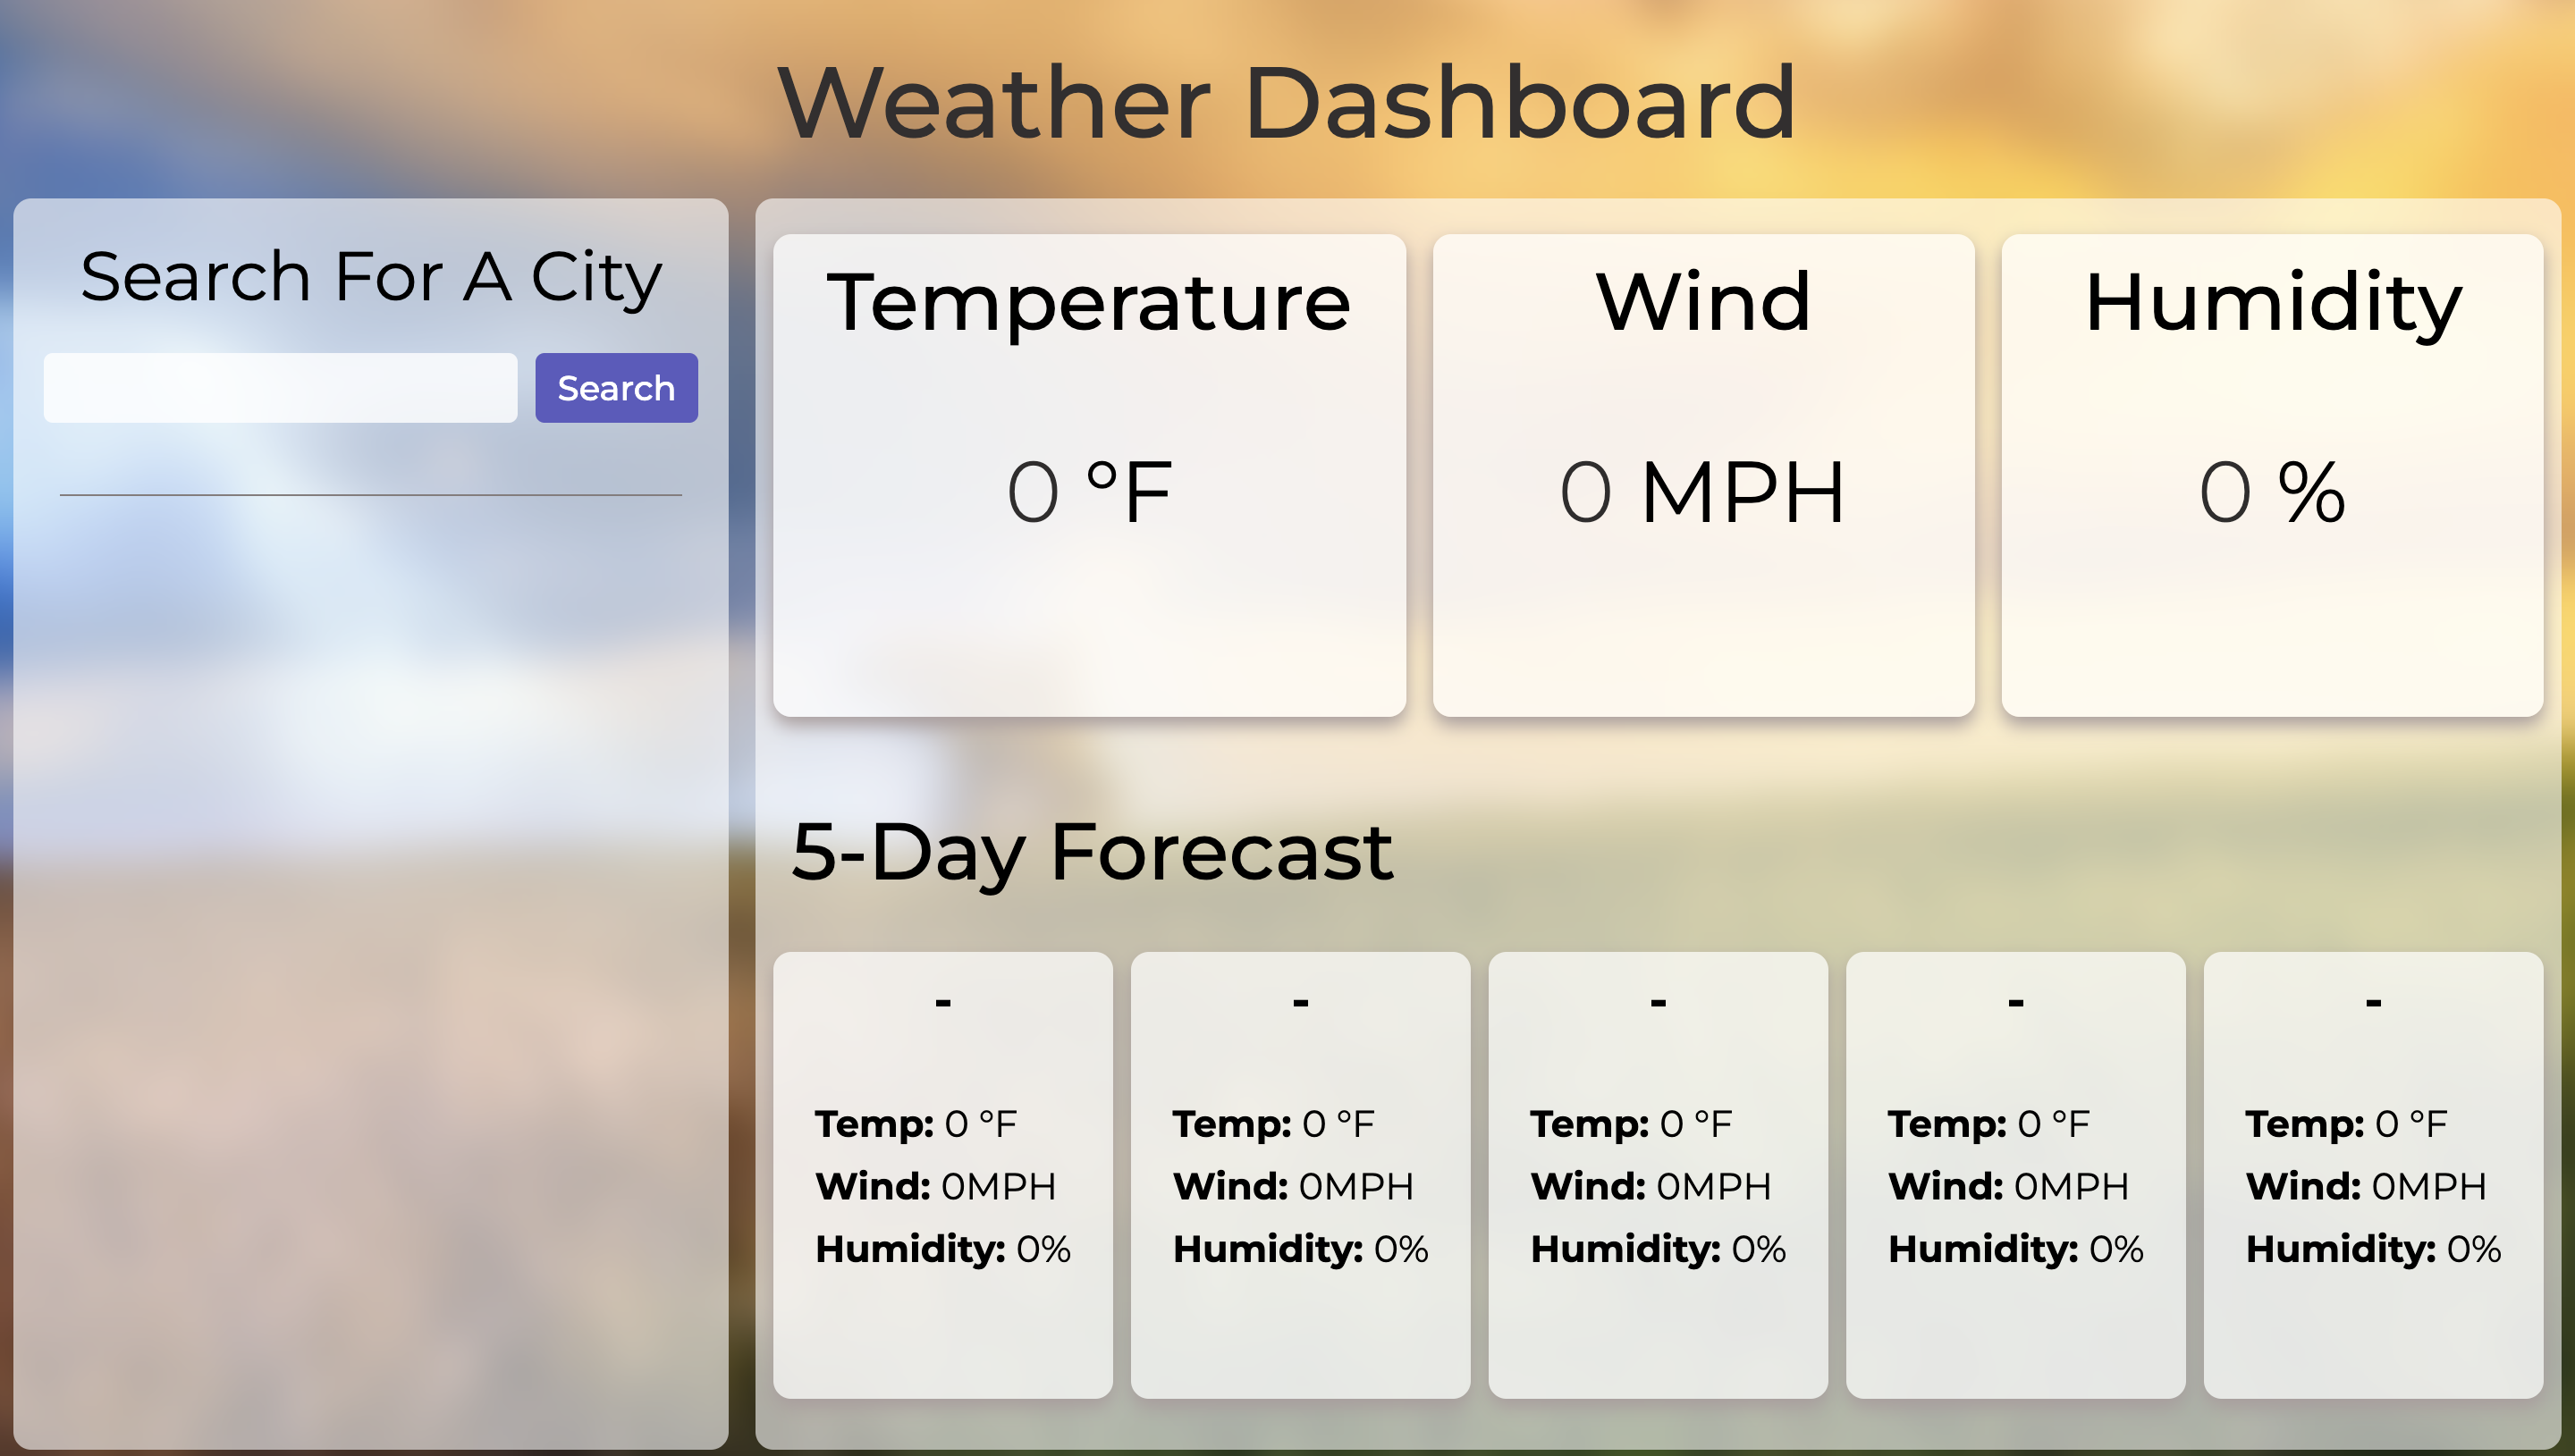 Weather Dashboard
Search For A City
Search
Temperature
0 °F
Wind
0 MPH
Humidity
0 %
5-Day Forecast
-
Temp: 0 °F
Wind: 0MPH
Humidity: 0%
-
Temp: 0 °F
Wind: 0MPH
Humidity: 0%
-
Temp: 0 °F
Wind: 0MPH
Humidity: 0%
-
Temp: 0 °F
Wind: 0MPH
Humidity: 0%
-
Temp: 0 °F
Wind: 0MPH
Humidity: 0%